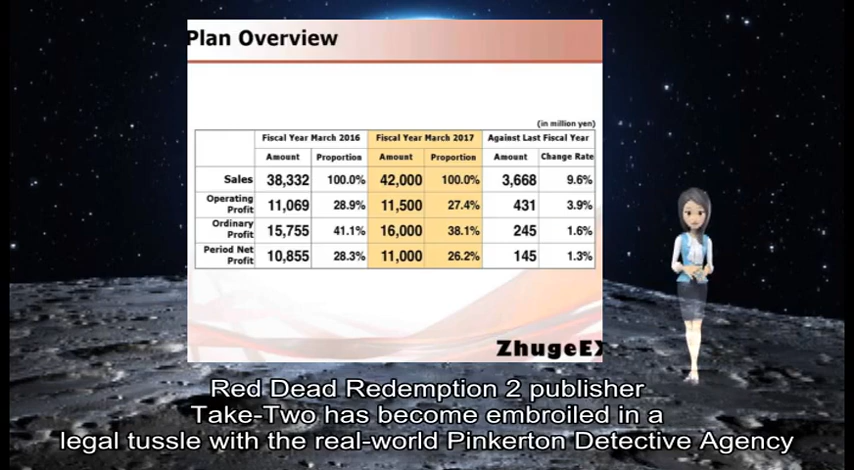 Plan Overview
(in million yen)
Fiscal Year March 2016 Fiscal Year March 2017 Against Last Fiscal Year
Amount Proportion Amount Proportion Amount Change Rate
Sales 38,332 100.0% 42,000 100.0% 3,668 9.6%
Operating Profit 11,069 28.9% 11,500 27.4% 431 3.9%
Ordinary Profit 15,755 41.1% 16,000 38.1% 245 1.6%
Period Net Profit 10,855 28.3% 11,000 26.2% 145 1.3%
ZhugeEX
Red Dead Redemption 2 publisher
Take-Two has become embroiled in a
legal tussle with the real-world Pinkerton Detective Agency